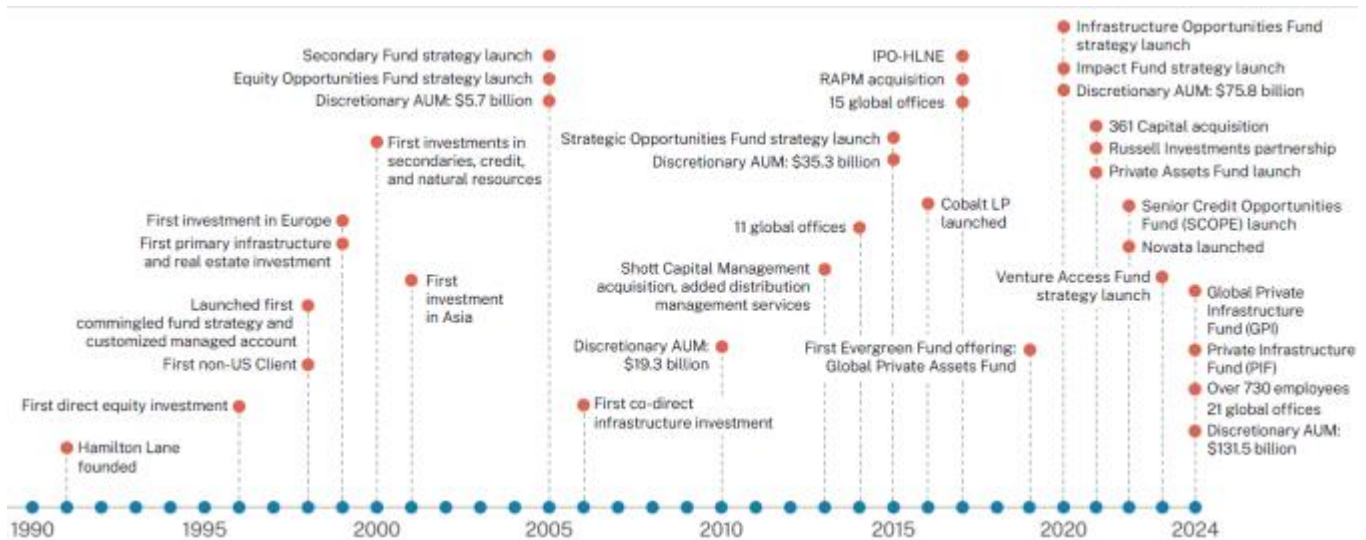 Hamilton Lane
founded
First direct equity investment
Launched first
commingled fund strategy and
customized managed account
First non-US Client
First investment in Europe
First primary infrastructure
and real estate investment
First investments in
secondaries, credit,
and natural resources
First
investment
in Asia
Secondary Fund strategy launch
Equity Opportunities Fund strategy launch
Discretionary AUM: $5.7 billion
First co-direct
infrastructure investment
Discretionary AUM:
$19.3 billion
Shott Capital Management
acquisition, added distribution
management services
11 global offices
Strategic Opportunities Fund strategy launch
Discretionary AUM: $35.3 billion
Cobalt LP
launched
IPO-HLNE
RAPM acquisition
15 global offices
First Evergreen Fund offering:
Global Private Assets Fund
Infrastructure Opportunities Fund
strategy launch
Impact Fund strategy launch
Discretionary AUM: $75.8 billion
361 Capital acquisition
Russell Investments partnership
Private Assets Fund launch
Senior Credit Opportunities
Fund (SCOPE) launch
Novata launched
Venture Access Fund
strategy launch
Global Private
Infrastructure
Fund (GPI)
Private Infrastructure
Fund (PIF)
Over 730 employees
21 global offices
Discretionary AUM:
$131.5 billion
1990
1995
2000
2005
2010
2015
2020
2024